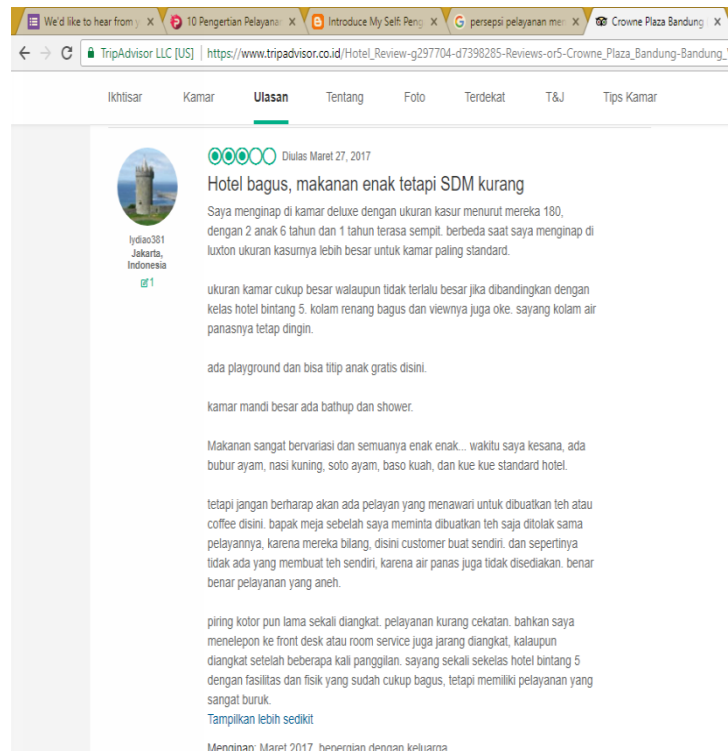 We'd like to hear from y
10 Pengertian Pelayanan
Introduce My Self: Peng
persepsi pelayanan men
Crowne Plaza Bandung
TripAdvisor LLC [US] | https://www.tripadvisor.co.id/Hotel_Review-g297704-d7398285-Reviews-or5-Crowne_Plaza_Bandung-Bandung_
Ikhtisar Kamar Ulasan Tentang Foto Terdekat T&J Tips Kamar
Diulas Maret 27, 2017
Hotel bagus, makanan enak tetapi SDM kurang
lydiao381
Jakarta,
Indonesia
1
Saya menginap di kamar deluxe dengan ukuran kasur menurut mereka 180,
dengan 2 anak 6 tahun dan 1 tahun terasa sempit. berbeda saat saya menginap di
luxton ukuran kasurnya lebih besar untuk kamar paling standard.
ukuran kamar cukup besar walaupun tidak terlalu besar jika dibandingkan dengan
kelas hotel bintang 5. kolam renang bagus dan viewnya juga oke. sayang kolam air
panasnya tetap dingin.
ada playground dan bisa titip anak gratis disini.
kamar mandi besar ada bathup dan shower.
Makanan sangat bervariasi dan semuanya enak enak... wakitu saya kesana, ada
bubur ayam, nasi kuning, soto ayam, baso kuah, dan kue kue standard hotel.
tetapi jangan berharap akan ada pelayan yang menawari untuk dibuatkan teh atau
coffee disini. bapak meja sebelah saya meminta dibuatkan teh saja ditolak sama
pelayannya, karena mereka bilang, disini customer buat sendiri. dan sepertinya
tidak ada yang membuat teh sendiri, karena air panas juga tidak disediakan. benar
benar pelayanan yang aneh.
piring kotor pun lama sekali diangkat. pelayanan kurang cekatan. bahkan saya
menelepon ke front desk atau room service juga jarang diangkat, kalaupun
diangkat setelah beberapa kali panggilan. sayang sekali sekelas hotel bintang 5
dengan fasilitas dan fisik yang sudah cukup bagus, tetapi memiliki pelayanan yang
sangat buruk.
Tampilkan lebih sedikit
Menginap: Maret 2017, bepergian dengan keluarga